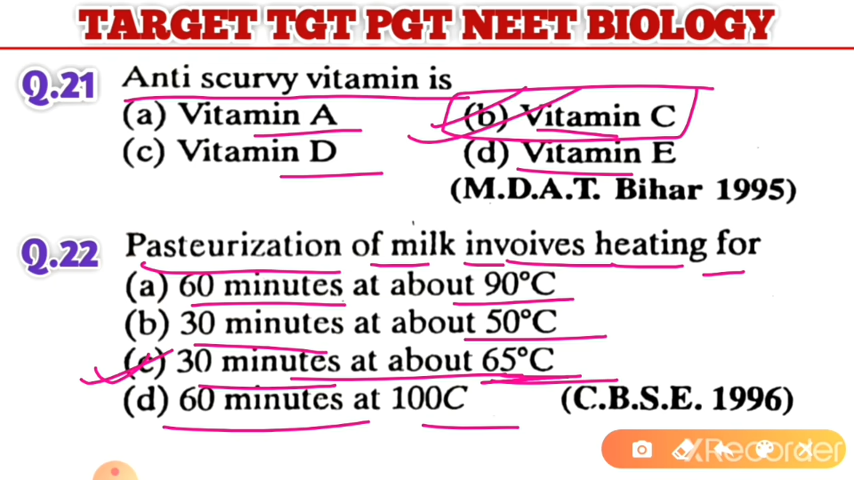 TARGET TGT PGT NEET BIOLOGY
Q.21 Anti scurvy vitamin is
(a) Vitamin A (b) Vitamin C
(c) Vitamin D (d) Vitamin E
(M.D.A.T. Bihar 1995)
Q.22 Pasteurization of milk invoives heating for
(a) 60 minutes at about 90°C
(b) 30 minutes at about 50°C
(c) 30 minutes at about 65°C
(d) 60 minutes at 100C (C.B.S.E. 1996)
XRecorder